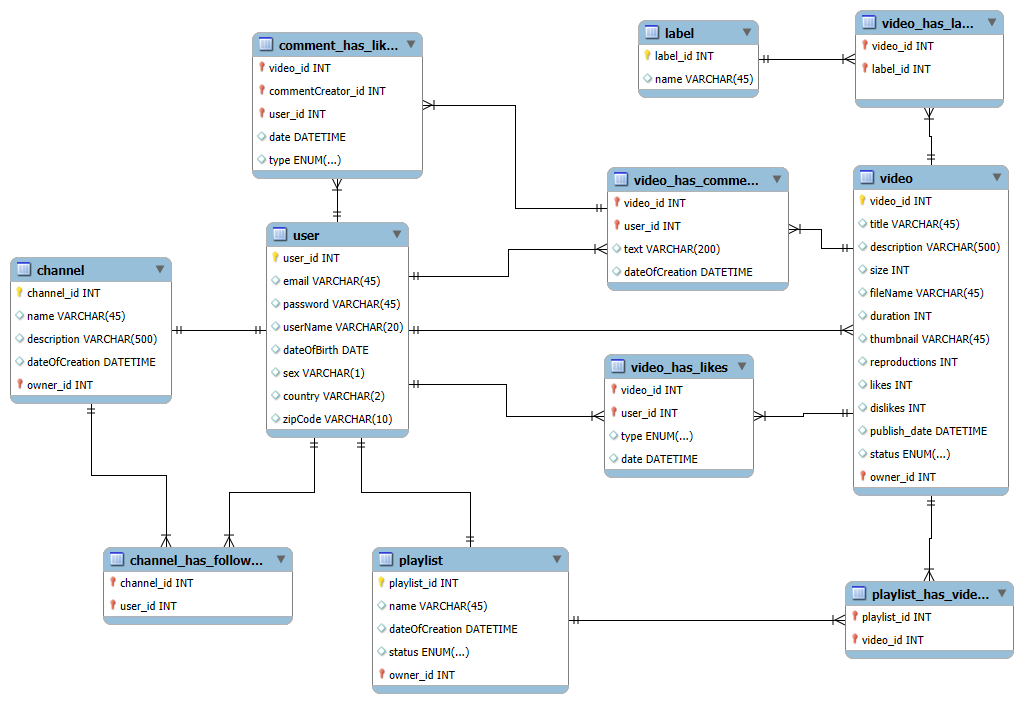 comment_has_lik...
video_id INT
commentCreator_id INT
user_id INT
date DATETIME
type ENUM(...)
label
label_id INT
name VARCHAR(45)
video_has_la...
video_id INT
label_id INT
video_has_comme...
video_id INT
user_id INT
text VARCHAR(200)
dateOfCreation DATETIME
video
video_id INT
title VARCHAR(45)
description VARCHAR(500)
size INT
fileName VARCHAR(45)
duration INT
thumbnail VARCHAR(45)
reproductions INT
likes INT
dislikes INT
publish_date DATETIME
status ENUM(...)
owner_id INT
user
user_id INT
email VARCHAR(45)
password VARCHAR(45)
userName VARCHAR(20)
dateOfBirth DATE
sex VARCHAR(1)
country VARCHAR(2)
zipCode VARCHAR(10)
channel
channel_id INT
name VARCHAR(45)
description VARCHAR(500)
dateOfCreation DATETIME
owner_id INT
video_has_likes
video_id INT
user_id INT
type ENUM(...)
date DATETIME
channel_has_follow...
channel_id INT
user_id INT
playlist
playlist_id INT
name VARCHAR(45)
dateOfCreation DATETIME
status ENUM(...)
owner_id INT
playlist_has_vide...
playlist_id INT
video_id INT